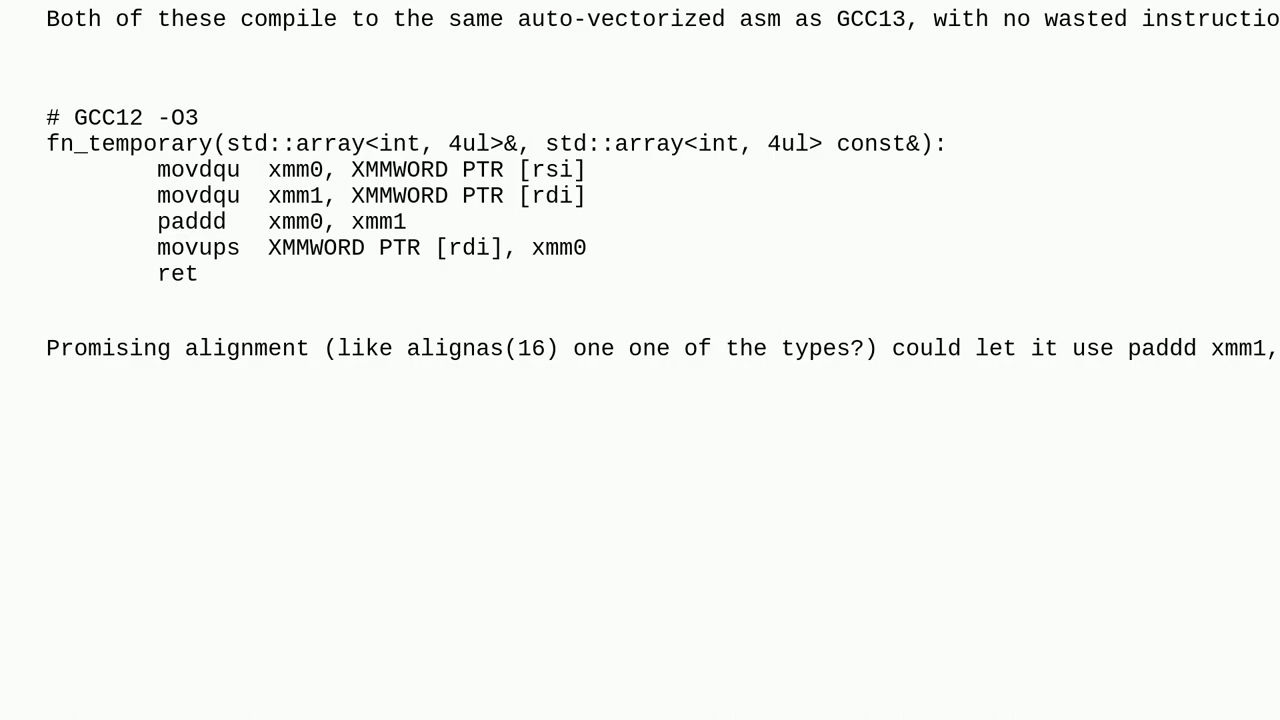 Both of these compile to the same auto-vectorized asm as GCC13, with no wasted instructio
# GCC12 -O3
fn_temporary(std::array<int, 4ul>&, std::array<int, 4ul> const&):
        movdqu  xmm0, XMMWORD PTR [rsi]
        movdqu  xmm1, XMMWORD PTR [rdi]
        paddd   xmm0, xmm1
        movups  XMMWORD PTR [rdi], xmm0
        ret
Promising alignment (like alignas(16) one one of the types?) could let it use paddd xmm1,